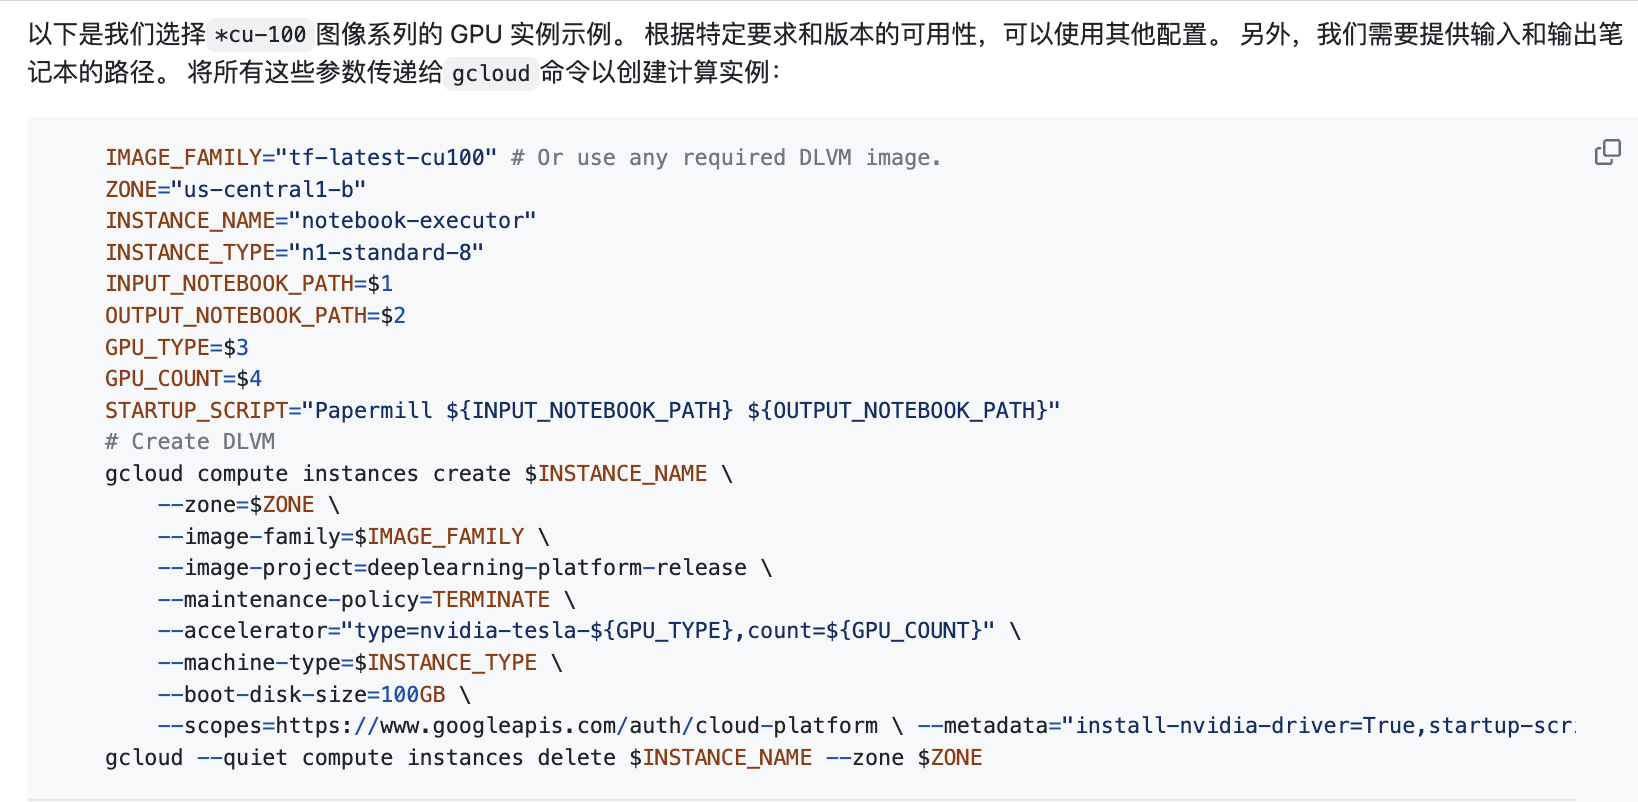 以下是我们选择 *cu-100 图像系列的 GPU 实例示例。 根据特定要求和版本的可用性，可以使用其他配置。 另外，我们需要提供输入和输出笔
记本的路径。 将所有这些参数传递给 gcloud 命令以创建计算实例：
IMAGE_FAMILY="tf-latest-cu100" # Or use any required DLVM image.
ZONE="us-central1-b"
INSTANCE_NAME="notebook-executor"
INSTANCE_TYPE="n1-standard-8"
INPUT_NOTEBOOK_PATH=$1
OUTPUT_NOTEBOOK_PATH=$2
GPU_TYPE=$3
GPU_COUNT=$4
STARTUP_SCRIPT="Papermill ${INPUT_NOTEBOOK_PATH} ${OUTPUT_NOTEBOOK_PATH}"
# Create DLVM
gcloud compute instances create $INSTANCE_NAME \
    --zone=$ZONE \
    --image-family=$IMAGE_FAMILY \
    --image-project=deeplearning-platform-release \
    --maintenance-policy=TERMINATE \
    --accelerator="type=nvidia-tesla-${GPU_TYPE},count=${GPU_COUNT}" \
    --machine-type=$INSTANCE_TYPE \
    --boot-disk-size=100GB \
    --scopes=https://www.googleapis.com/auth/cloud-platform \ --metadata="install-nvidia-driver=True,startup-scr
gcloud --quiet compute instances delete $INSTANCE_NAME --zone $ZONE